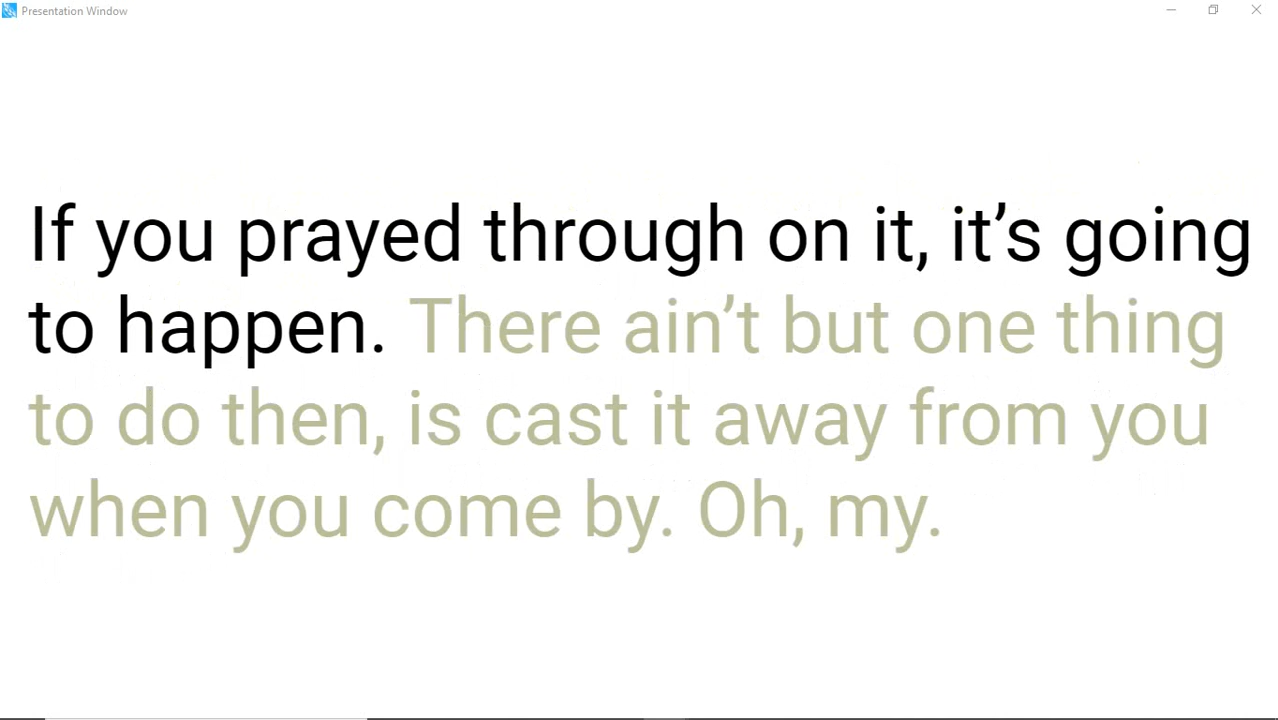 Presentation Window
If you prayed through on it, it’s going
to happen. There ain’t but one thing
to do then, is cast it away from you
when you come by. Oh, my.